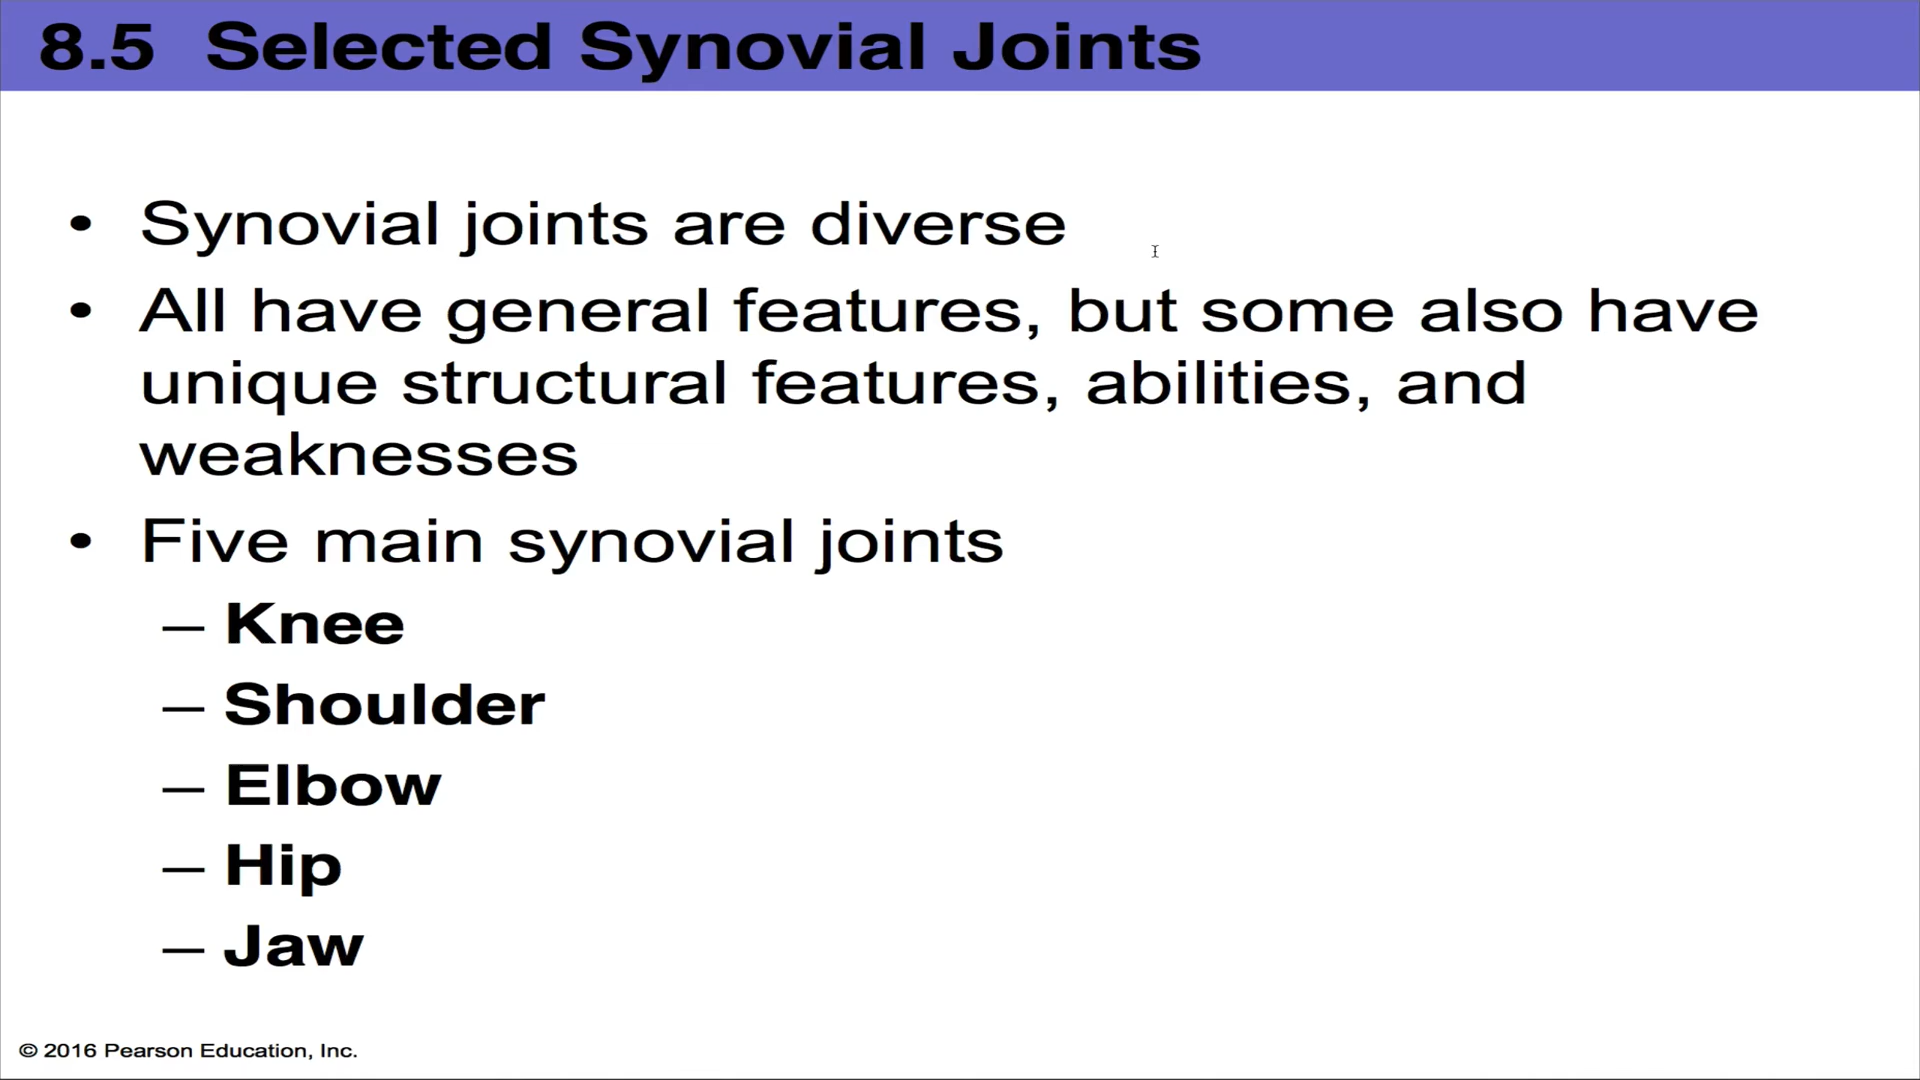 8.5 Selected Synovial Joints
• Synovial joints are diverse
• All have general features, but some also have
unique structural features, abilities, and
weaknesses
• Five main synovial joints
– Knee
– Shoulder
– Elbow
– Hip
– Jaw
© 2016 Pearson Education, Inc.